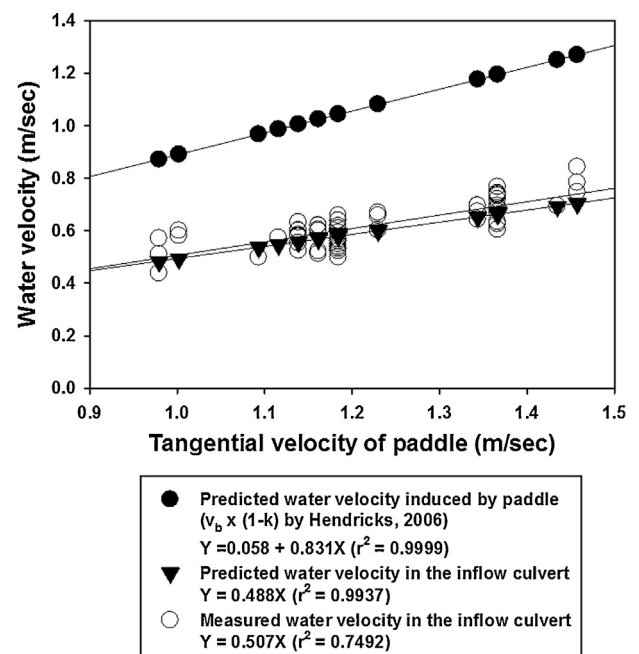 1.4
1.2
1.0
0.8
0.6
0.4
0.2
0.0
Water velocity (m/sec)
0.9 1.0 1.1 1.2 1.3 1.4 1.5
Tangential velocity of paddle (m/sec)
Predicted water velocity induced by paddle
(v_b x (1-k) by Hendricks, 2006)
Y =0.058 + 0.831X (r² = 0.9999)
Predicted water velocity in the inflow culvert
Y = 0.488X (r² = 0.9937)
Measured water velocity in the inflow culvert
Y = 0.507X (r² = 0.7492)